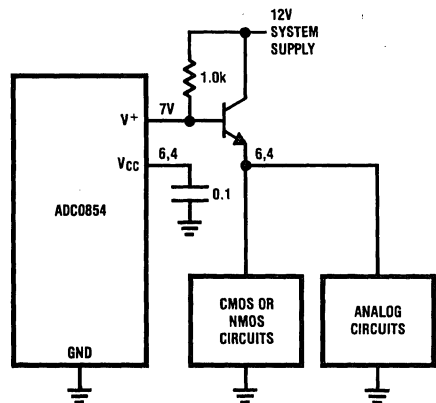 12V
SYSTEM
SUPPLY
1.0k
V+
7V
VCC
6,4
6,4
0.1
ADC0854
CMOS OR
NMOS
CIRCUITS
ANALOG
CIRCUITS
GND